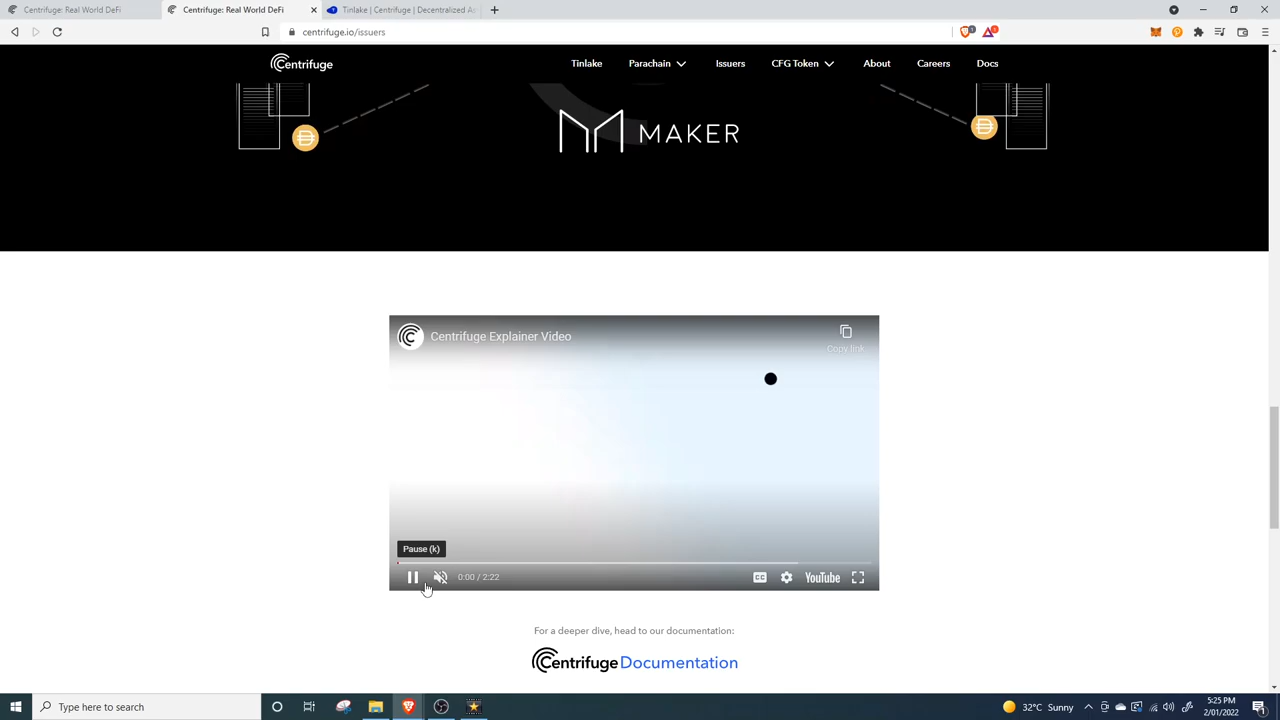 Centrifuge: Real World DeFi
Centrifuge: Real World DeFi
Tinlake | Centrifuge | Decentralized As
centrifuge.io/issuers
Centrifuge
Tinlake
Parachain
Issuers
CFG Token
About
Careers
Docs
MAKER
Centrifuge Explainer Video
Copy link
Pause (k)
0:00 / 2:22
CC
YouTube
For a deeper dive, head to our documentation:
Centrifuge Documentation
Type here to search
32°C Sunny
5:25 PM
2/01/2022